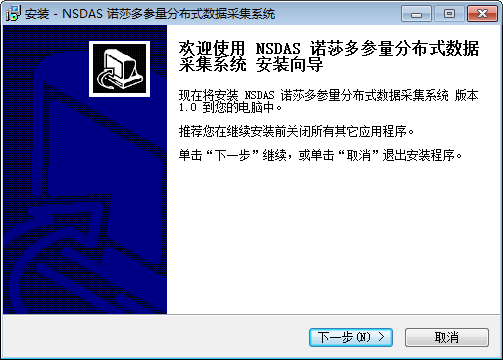 安装 - NSDAS 诺莎多参量分布式数据采集系统
欢迎使用 NSDAS 诺莎多参量分布式数据
采集系统 安装向导
现在将安装 NSDAS 诺莎多参量分布式数据采集系统 版本
1.0 到您的电脑中。
推荐您在继续安装前关闭所有其它应用程序。
单击“下一步”继续，或单击“取消”退出安装程序。
下一步(N) >
取消